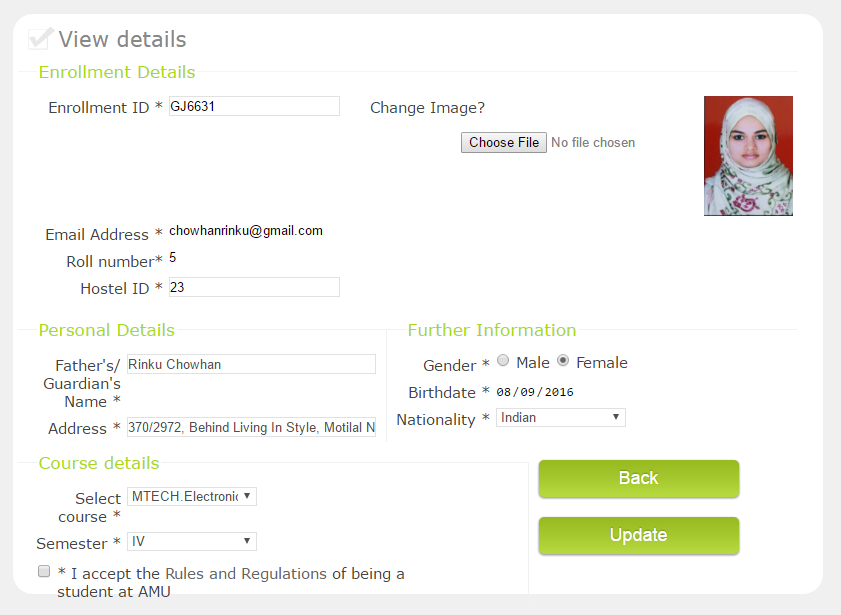 View details
Enrollment Details
Enrollment ID * GJ6631
Change Image?
Choose File No file chosen
Email Address * chowhanrinku@gmail.com
Roll number* 5
Hostel ID * 23
Personal Details
Father's/
Guardian's
Name *
Rinku Chowhan
Address * 370/2972, Behind Living In Style, Motilal N
Further Information
Gender * Male Female
Birthdate * 08/09/2016
Nationality * Indian
Course details
Select
course *
MTECH.Electronic
Semester * IV
* I accept the Rules and Regulations of being a
student at AMU
Back
Update